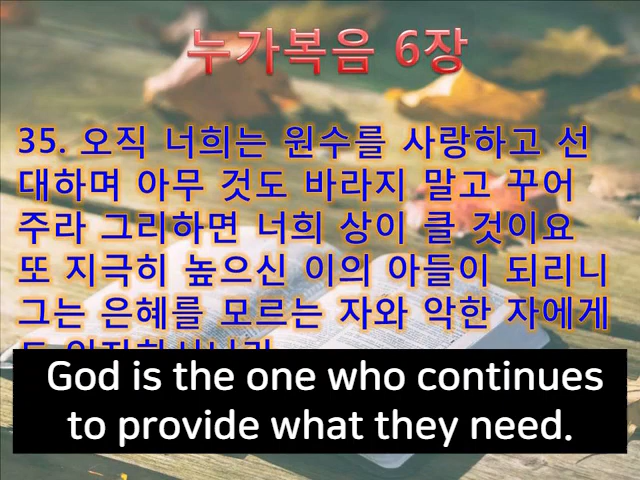 누가복음 6장
35. 오직 너희는 원수를 사랑하고 선
대하며 아무 것도 바라지 말고 꾸어
주라 그리하면 너희 상이 클 것이요
또 지극히 높으신 이의 아들이 되리니
그는 은혜를 모르는 자와 악한 자에게
God is the one who continues
to provide what they need.